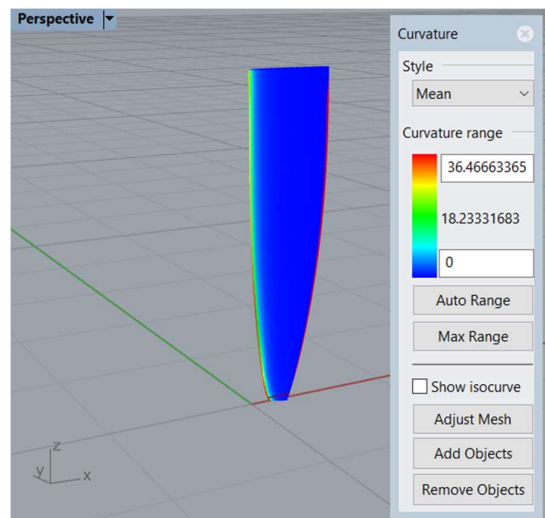 Perspective
Curvature
Style
Mean
Curvature range
36.46663365
18.23331683
0
Auto Range
Max Range
Show isocurve
Adjust Mesh
Add Objects
Remove Objects
z
y
x